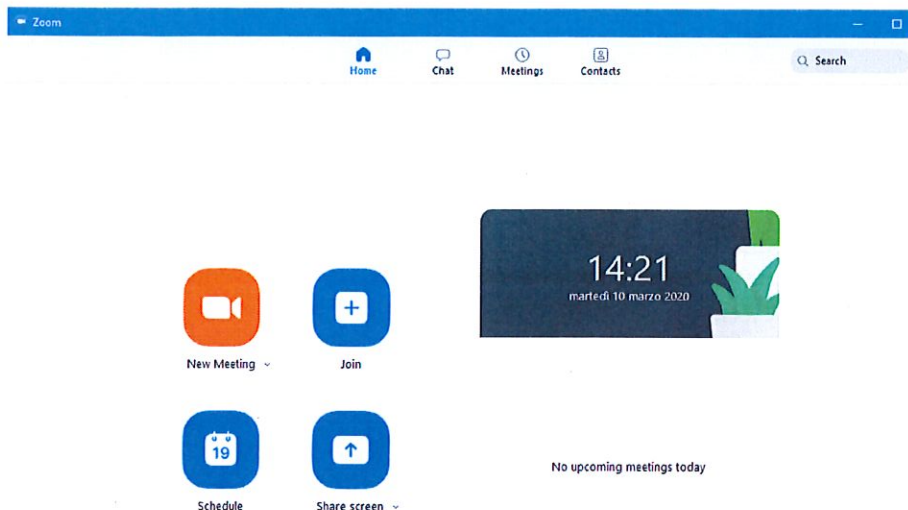 Zoom
Home Chat Meetings Contacts
Search
14:21
martedì 10 marzo 2020
New Meeting
Join
19
Schedule
Share screen
No upcoming meetings today